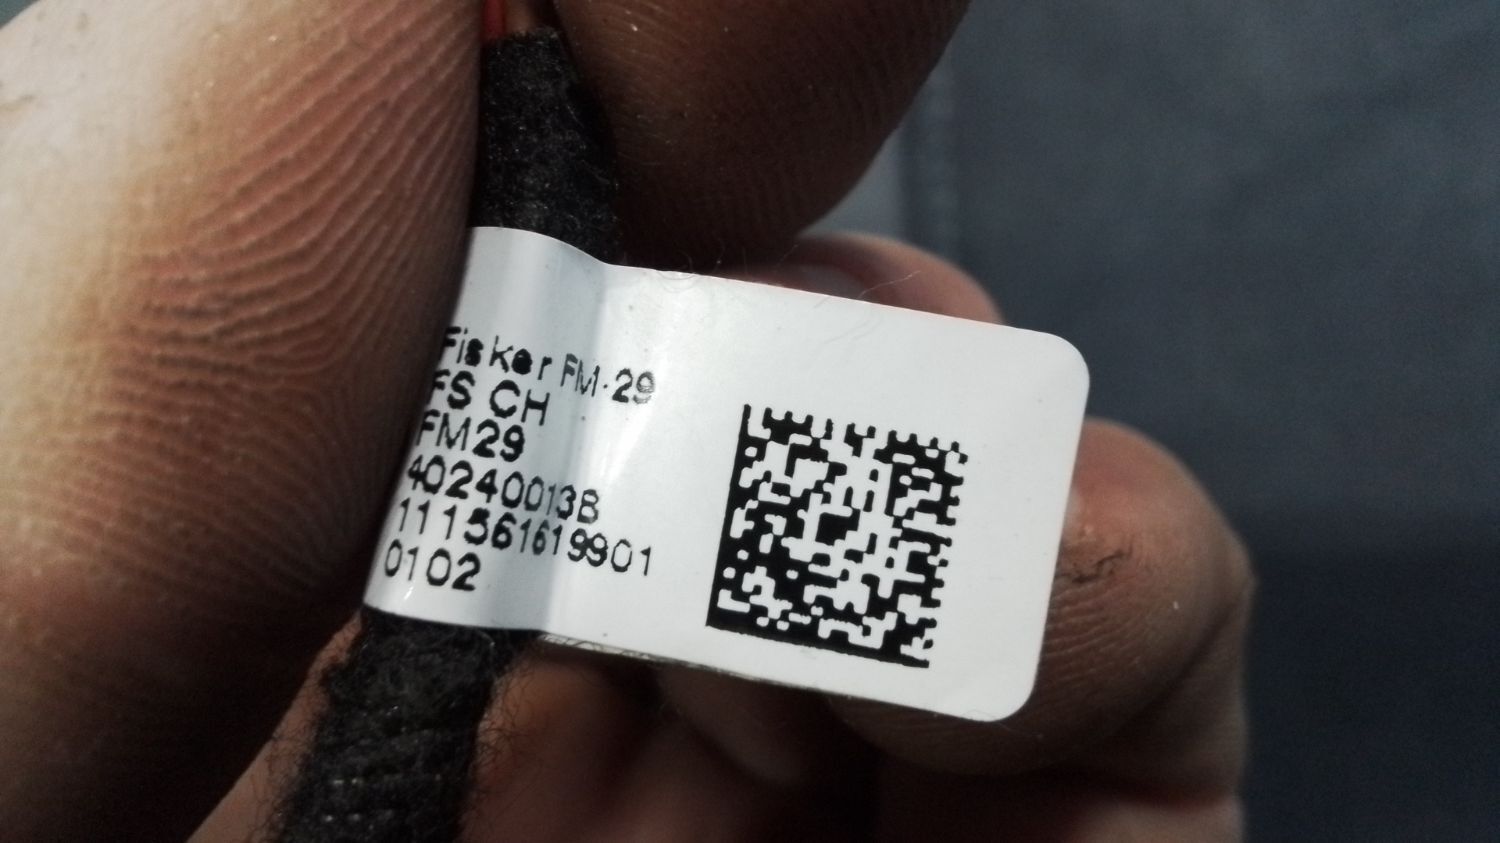 Fisker FM-29
FS CH
FM29
40240013B
111561619901
0102